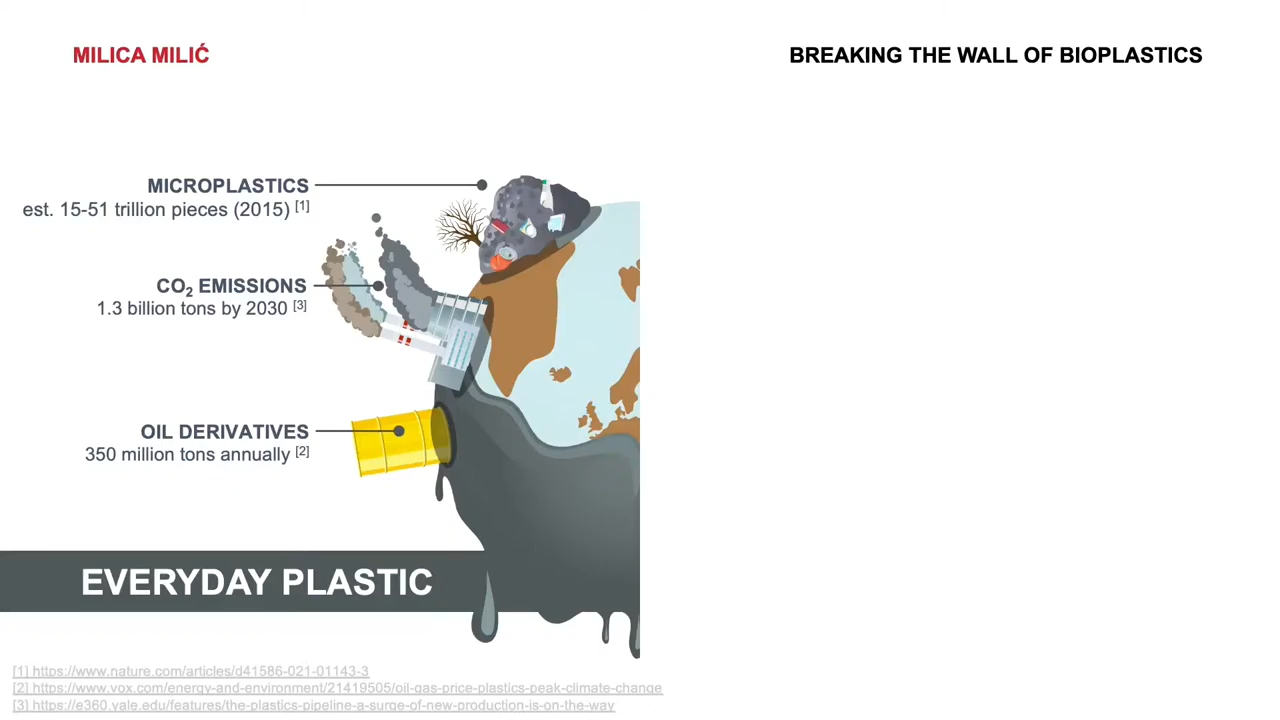 MILICA MILIĆ
BREAKING THE WALL OF BIOPLASTICS
MICROPLASTICS
est. 15-51 trillion pieces (2015) [1]
CO₂ EMISSIONS
1.3 billion tons by 2030 [3]
OIL DERIVATIVES
350 million tons annually [2]
EVERYDAY PLASTIC
[1] https://www.nature.com/articles/d41586-021-01143-3
[2] https://www.vox.com/energy-and-environment/21419505/oil-gas-price-plastics-peak-climate-change
[3] https://e360.yale.edu/features/the-plastics-pipeline-a-surge-of-new-production-is-on-the-way